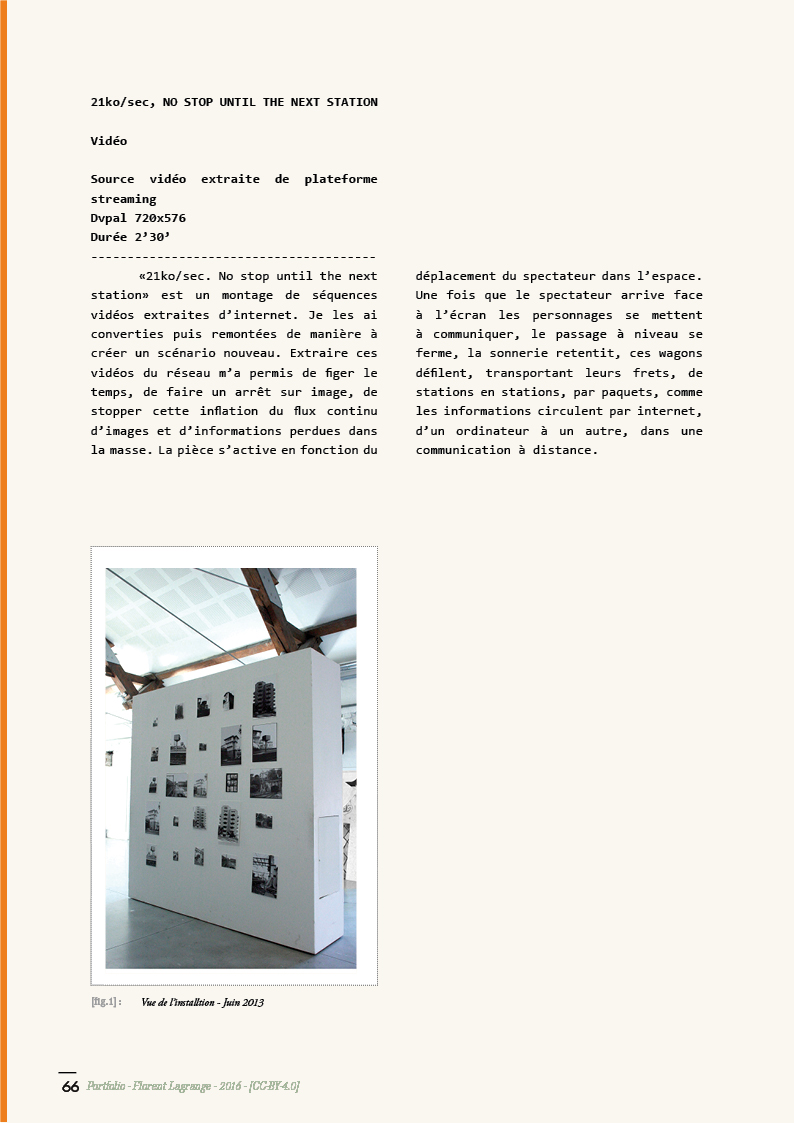 21ko/sec, NO STOP UNTIL THE NEXT STATION
Vidéo
Source vidéo extraite de plateforme
streaming
Dvpal 720x576
Durée 2’30’
---------------------------------------
«21ko/sec. No stop until the next
station» est un montage de séquences
vidéos extraites d’internet. Je les ai
converties puis remontées de manière à
créer un scénario nouveau. Extraire ces
vidéos du réseau m’a permis de figer le
temps, de faire un arrêt sur image, de
stopper cette inflation du flux continu
d’images et d’informations perdues dans
la masse. La pièce s’active en fonction du
déplacement du spectateur dans l’espace.
Une fois que le spectateur arrive face
à l’écran les personnages se mettent
à communiquer, le passage à niveau se
ferme, la sonnerie retentit, ces wagons
défilent, transportant leurs frets, de
stations en stations, par paquets, comme
les informations circulent par internet,
d’un ordinateur à un autre, dans une
communication à distance.
[fig.1] : Vue de l’installtion - Juin 2013
66 Portfolio - Florent Lagrange - 2016 - [CC-BY-4.0]